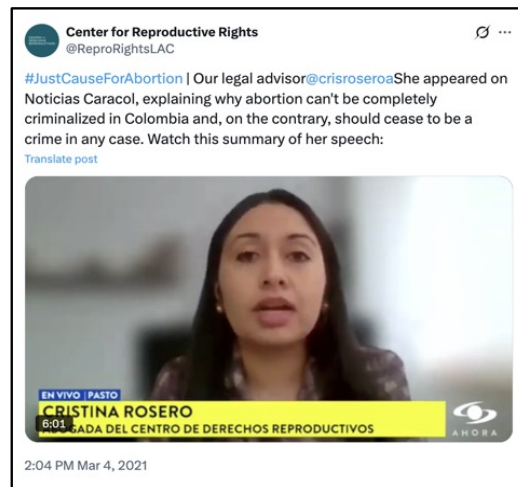 Center for Reproductive Rights
@ReproRightsLAC
#JustCauseForAbortion | Our legal advisor@crisroseroaShe appeared on
Noticias Caracol, explaining why abortion can't be completely
criminalized in Colombia and, on the contrary, should cease to be a
crime in any case. Watch this summary of her speech:
Translate post
EN VIVO | PASTO
CRISTINA ROSERO
6:01
DEL CENTRO DE DERECHOS REPRODUCTIVOS
AHORA
2:04 PM Mar 4, 2021